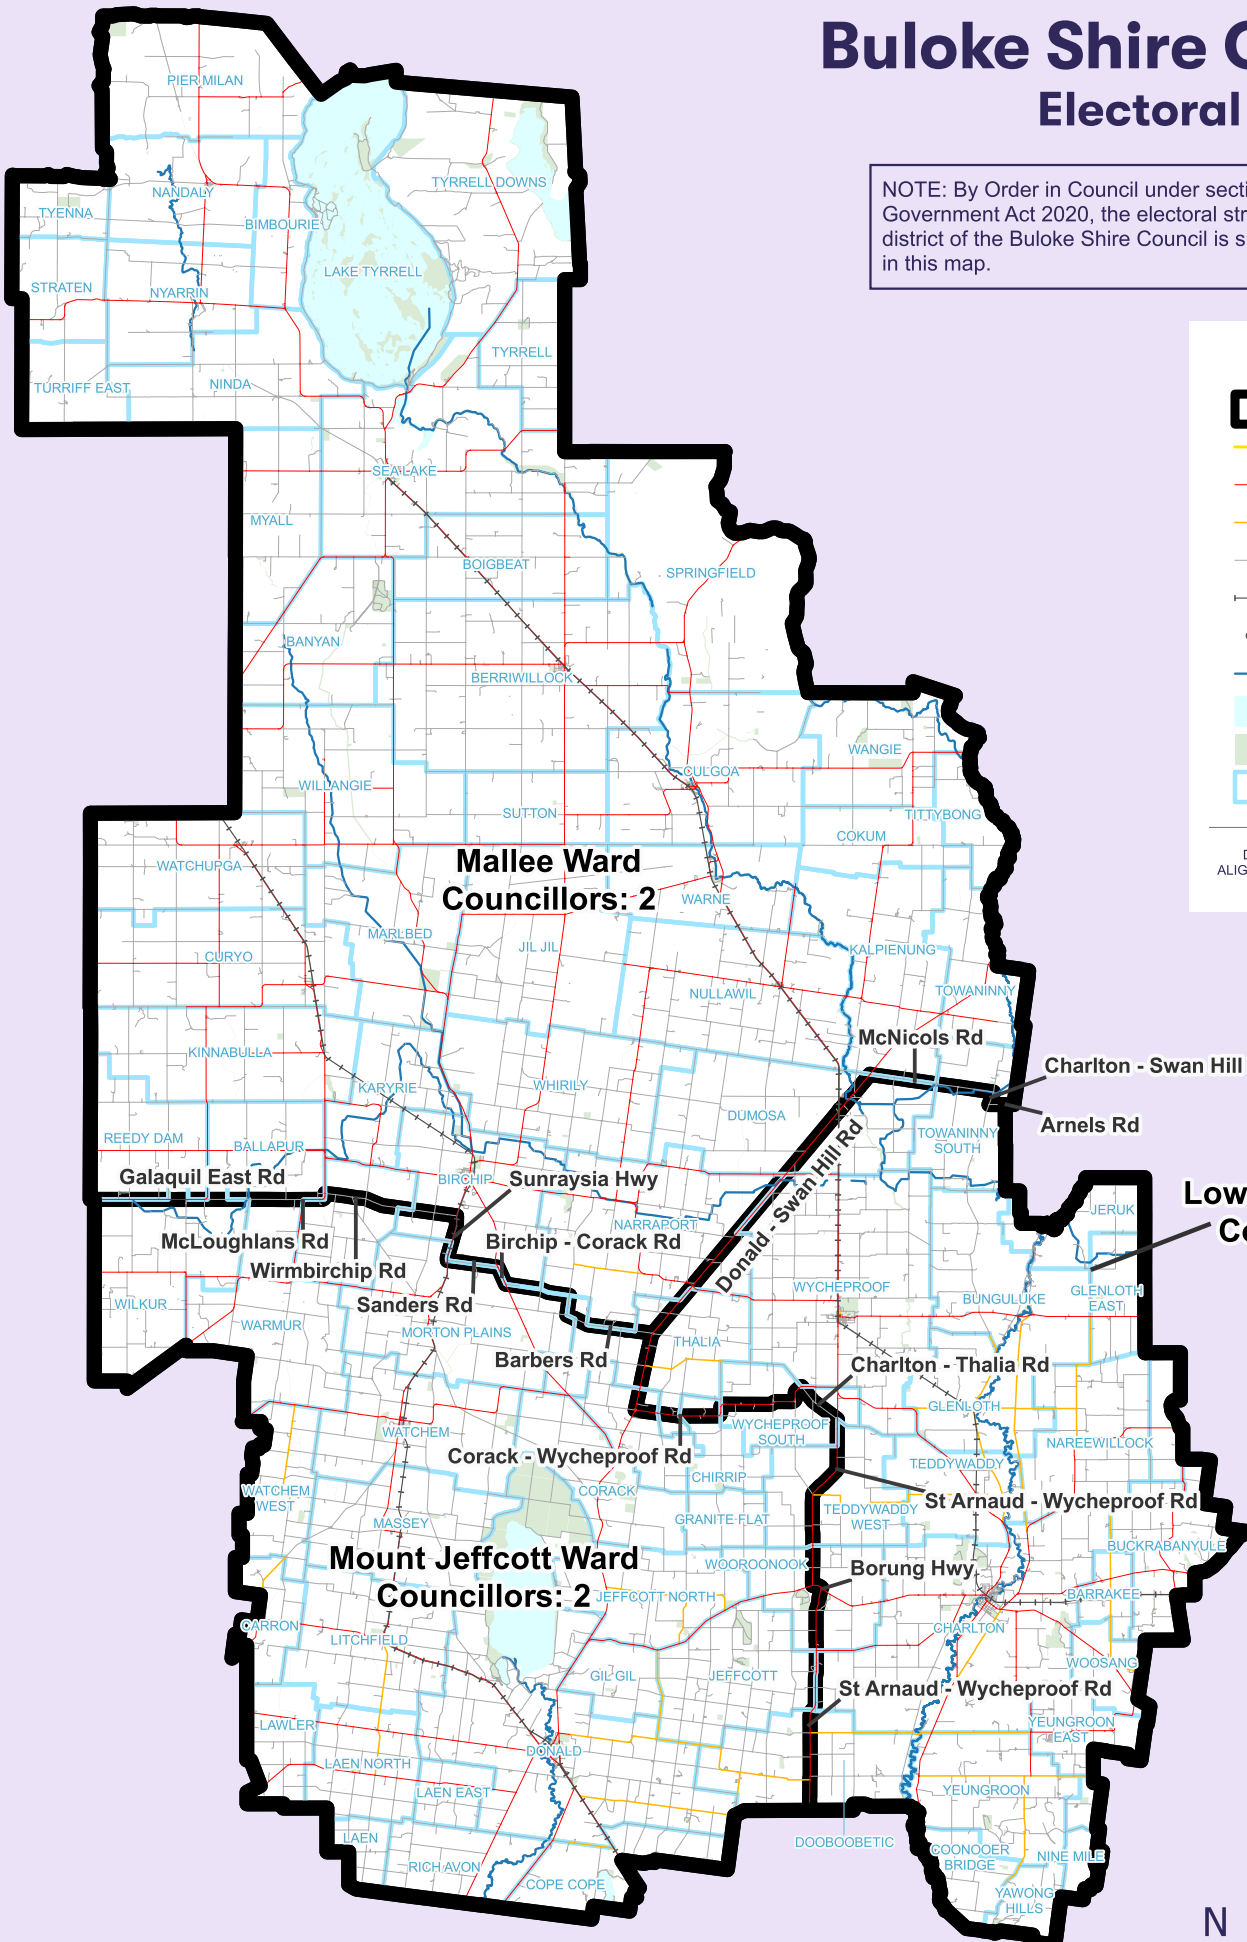 Buloke Shire
Electoral
NOTE: By Order in Council under
Government Act 2020, the electoral
district of the Buloke Shire Council is
in this map.
PIER MILAN
TYRRELL DOWNS
NANDALY
TYENNA
BIMBOURIE
LAKE TYRRELL
STRATEN
NYARRIN
TYRRELL
TURRIFF EAST
NINDA
SEA LAKE
MYALL
BOIGBEAT
SPRINGFIELD
BANYAN
BERRIWILLOCK
WANGIE
CULGOA
WILLANGIE
SUTTON
TITTYBONG
COKUM
WATCHUPGA
Mallee Ward
Councillors: 2
WARNE
MARLBED
JIL JIL
KALPIENUNG
CURYO
NULLAWIL
TOWANINNY
McNicols Rd
KINNABULLA
Charlton - Swan Hill
KARYRIE
WHIRILY
DUMOSA
Arnels Rd
REEDY DAM
BALLAPUR
TOWANINNY
SOUTH
Galaquil East Rd
BIRCHIP
Sunraysia Hwy
Donald - Swan Hill Rd
JERUK
NARRAPORT
McLoughlans Rd
Birchip - Corack Rd
Wirmbirchip Rd
WYCHEPROOF
GLENLOTH
EAST
BUNGULUKE
WILKUR
Sanders Rd
WARMUR
MORTON PLAINS
THALIA
Barbers Rd
Charlton - Thalia Rd
GLENLOTH
WATCHEM
WYCHEPROOF
SOUTH
NAREEWILLOCK
Corack - Wycheproof Rd
TEDDYWADDY
CHIRRIP
WATCHEM
WEST
CORACK
St Arnaud - Wycheproof Rd
TEDDYWADDY
WEST
GRANITE FLAT
MASSEY
BUCKRABANYULE
Mount Jeffcott Ward
Councillors: 2
WOOROONOOK
Borung Hwy
JEFFCOTT NORTH
BARRAKEE
CARRON
CHARLTON
LITCHFIELD
WOOSANG
GIL GIL
JEFFCOTT
St Arnaud - Wycheproof Rd
LAWLER
YEUNGROON
EAST
DONALD
LAEN NORTH
LAEN EAST
YEUNGROON
LAEN
DOOBOOBETIC
COONOOER
BRIDGE
NINE MILE
RICH AVON
COPE COPE
YAWONG
HILLS
N